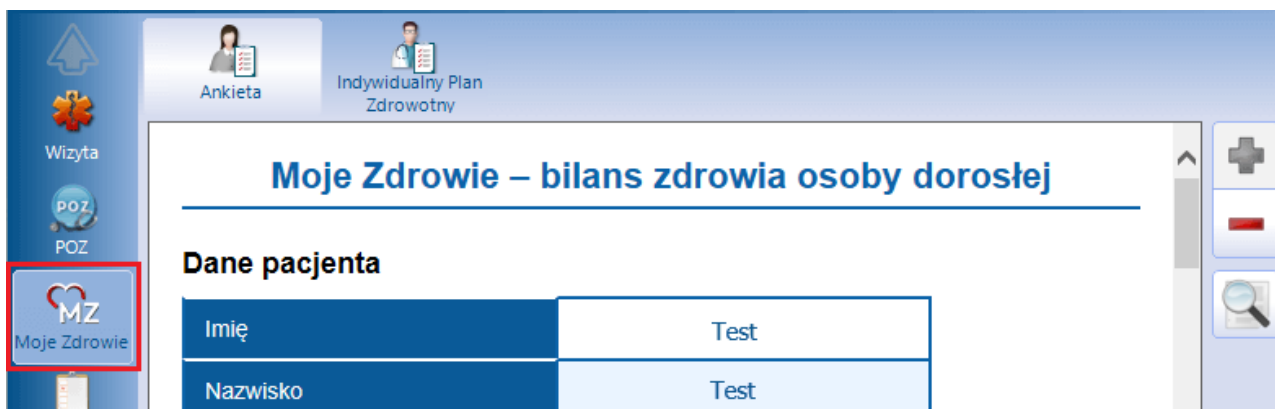 Wizyta
POZ
POZ
MZ
Moje Zdrowie
Ankieta
Indywidualny Plan
Zdrowotny
Moje Zdrowie – bilans zdrowia osoby dorosłej
Dane pacjenta
Imię Test
Nazwisko Test